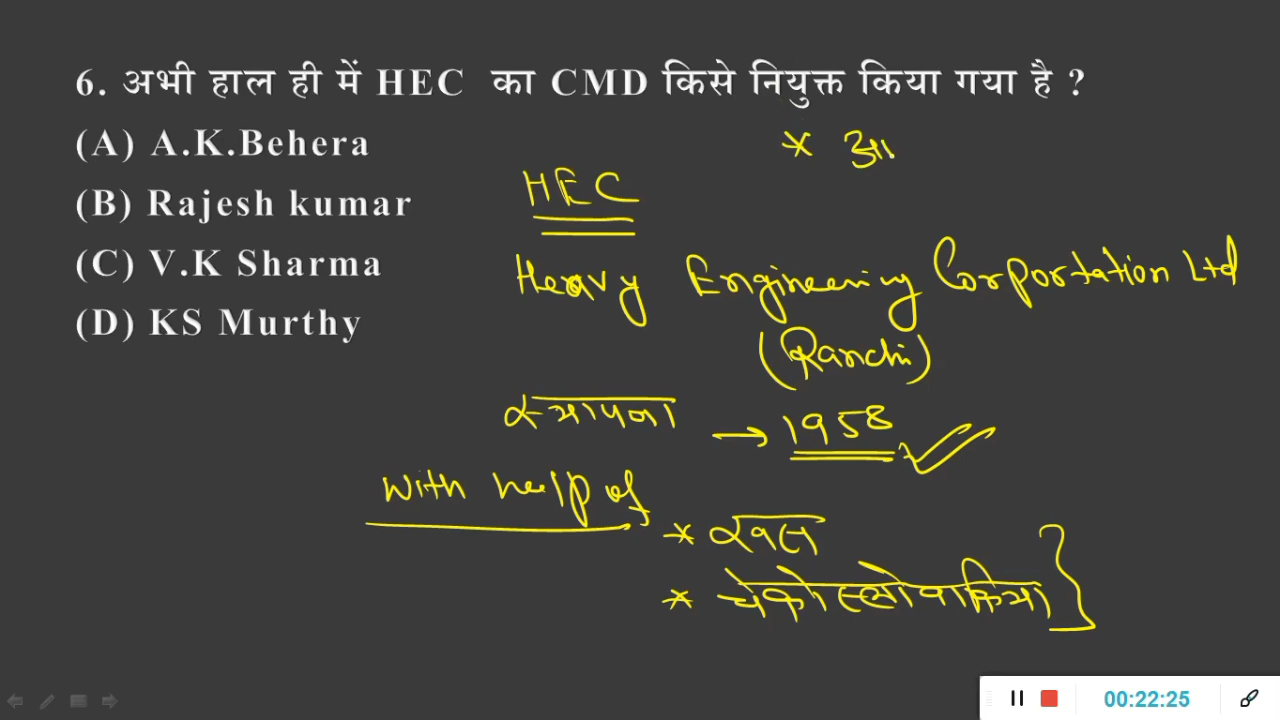 6. अभी हाल ही में HEC का CMD किसे नियुक्त किया गया है ?
(A) A.K.Behera
(B) Rajesh kumar
(C) V.K Sharma
(D) KS Murthy
* आ
HEC
Heavy Engineering Corportation Ltd
(Ranchi)
स्थापना → 1958
With help of
* रूस
* चेकोस्लोवाकिया
00:22:25